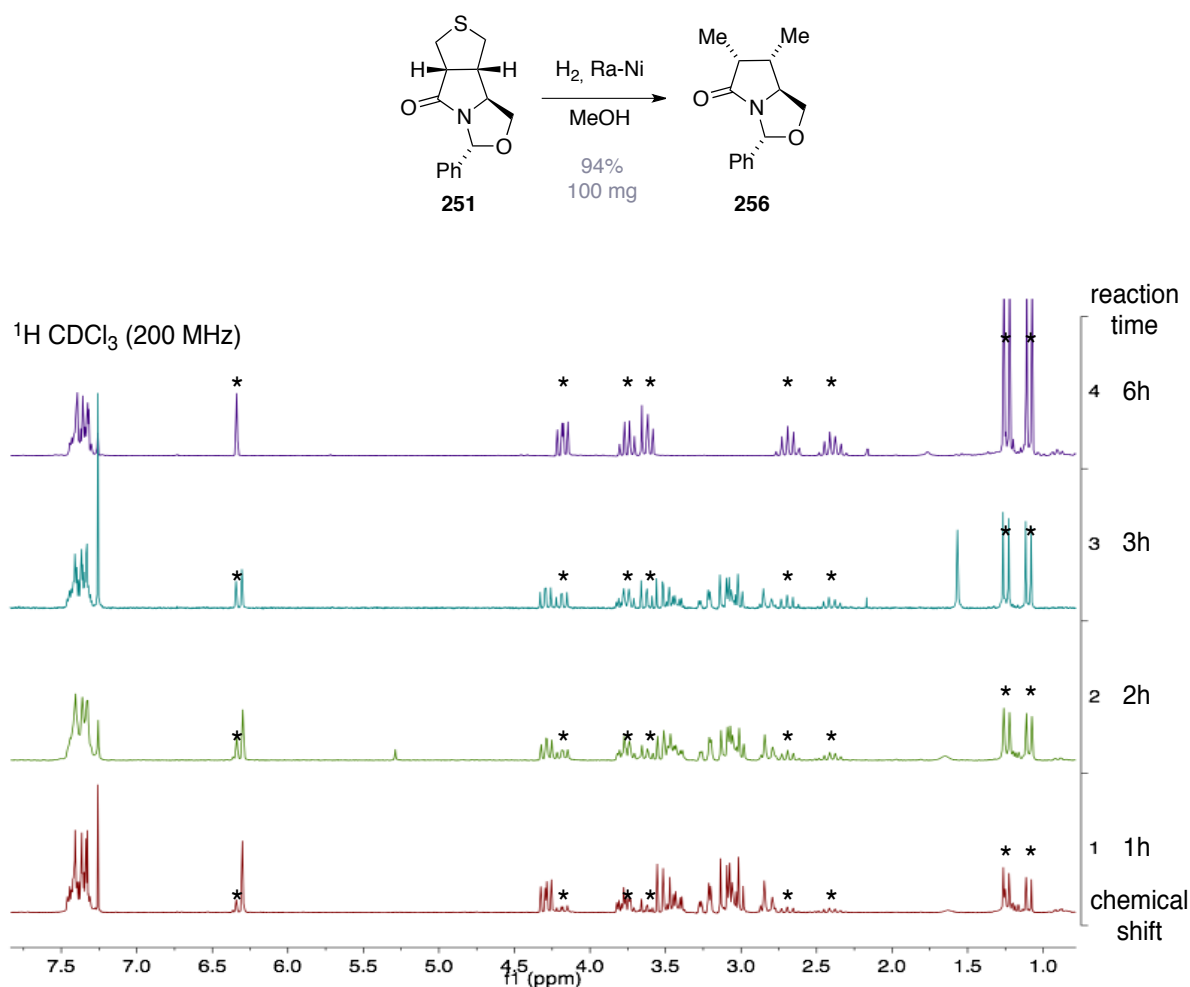 S
H
H
O
N
O
Ph
251
H2, Ra-Ni
MeOH
94%
100 mg
Me
Me
O
N
O
Ph
256
reaction
time
¹H CDCl₃ (200 MHz)
* * * * * * * *
4 6h
* * * * * * * *
3 3h
* * * * * * * *
2 2h
* * * * * * * *
1 1h
chemical
shift
7.5 7.0 6.5 6.0 5.5 5.0 4.5 4.0 3.5 3.0 2.5 2.0 1.5 1.0
f1 (ppm)